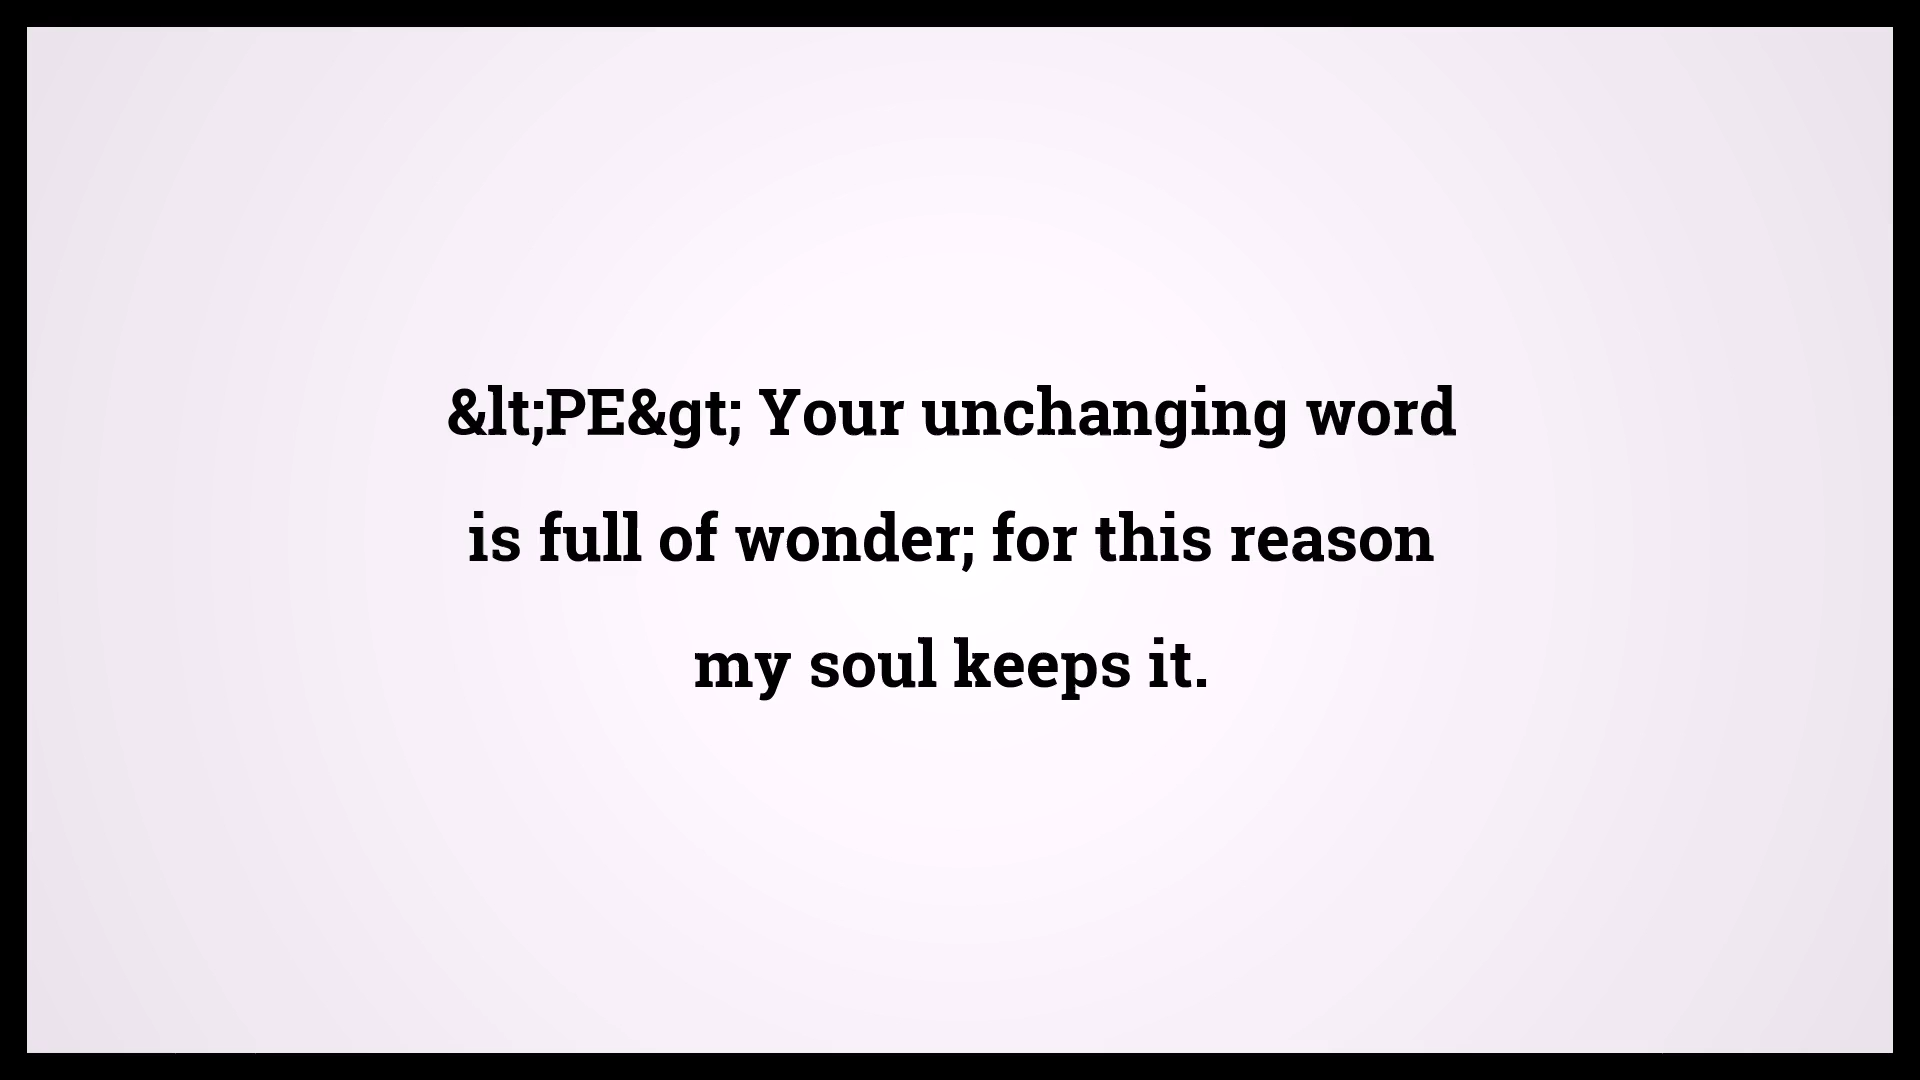 &lt;PE&gt; Your unchanging word
is full of wonder; for this reason
my soul keeps it.